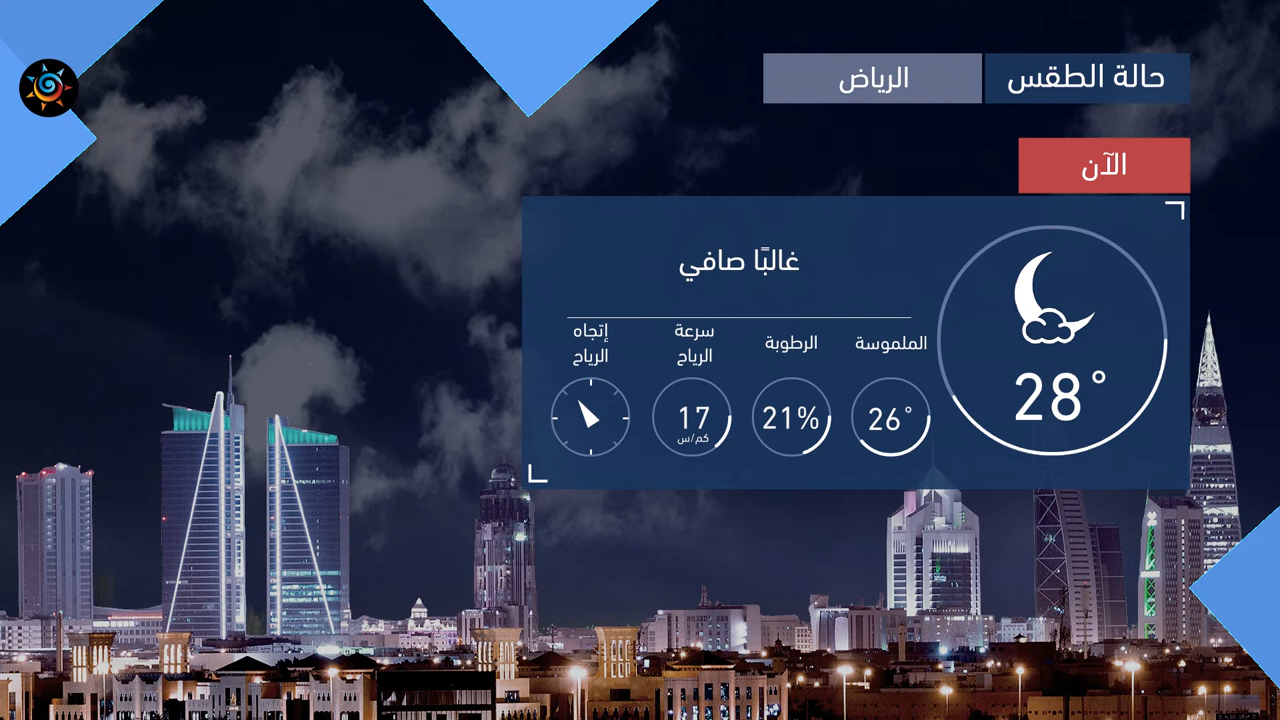 حالة الطقس
الرياض
الآن
غالبًا صافي
28°
الملموسة
26°
الرطوبة
21%
سرعة
الرياح
17
كم/س
إتجاه
الرياح